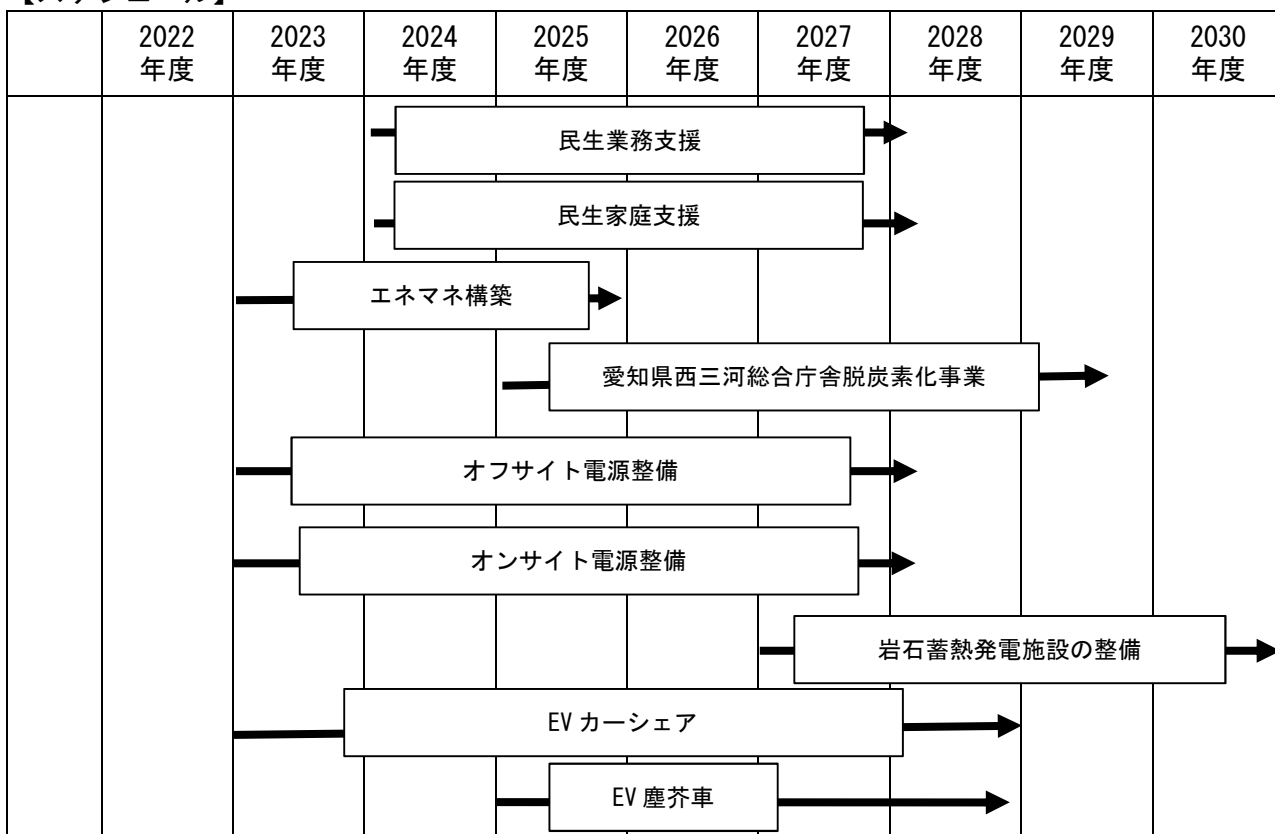 2022
年度
2023
年度
2024
年度
2025
年度
2026
年度
2027
年度
2028
年度
2029
年度
2030
年度
民生業務支援
民生家庭支援
エネマネ構築
愛知県西三河総合庁舎脱炭素化事業
オフサイト電源整備
オンサイト電源整備
岩石蓄熱発電施設の整備
EV カーシェア
EV 塵芥車